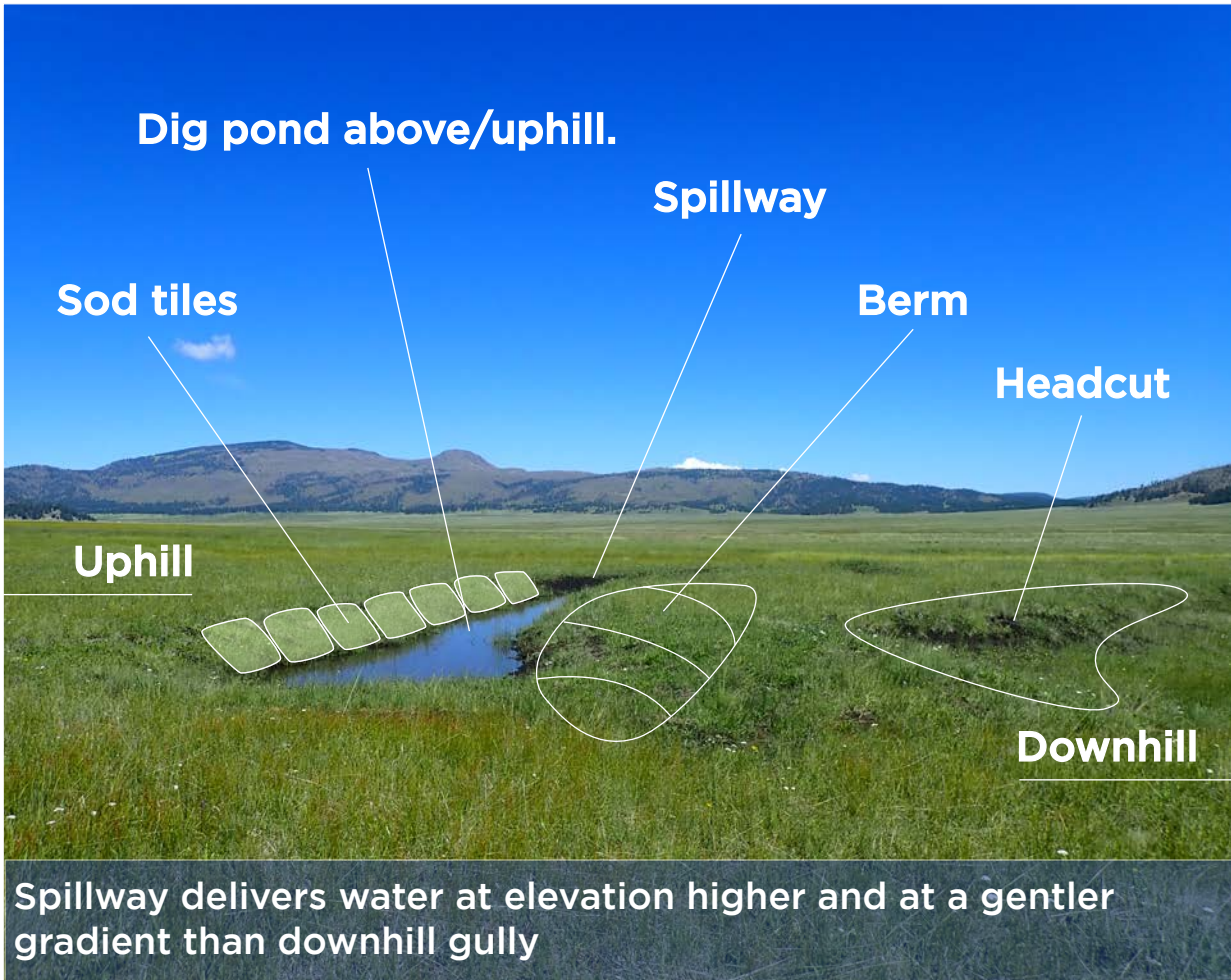 Dig pond above/uphill.
Spillway
Sod tiles
Berm
Headcut
Uphill
Downhill
Spillway delivers water at elevation higher and at a gentler
gradient than downhill gully